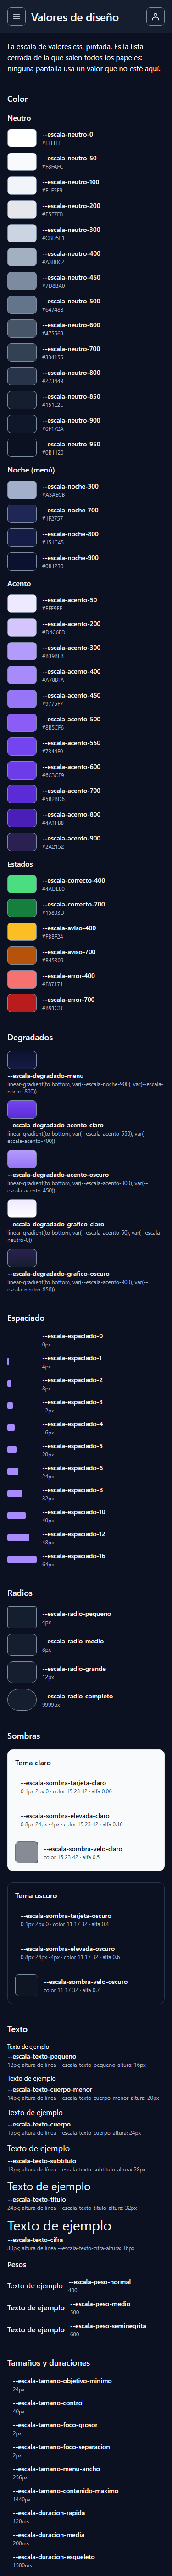 Valores de diseño
La escala de valores.css, pintada. Es la lista
cerrada de la que salen todos los papeles:
ninguna pantalla usa un valor que no esté aquí.
Color
Neutro
--escala-neutro-0
#FFFFFF
--escala-neutro-50
#F8FAFC
--escala-neutro-100
#F1F5F9
--escala-neutro-200
#E5E7EB
--escala-neutro-300
#CBD5E1
--escala-neutro-400
#A3B0C2
--escala-neutro-450
#7D8BA0
--escala-neutro-500
#647488
--escala-neutro-600
#475569
--escala-neutro-700
#334155
--escala-neutro-800
#273449
--escala-neutro-850
#151E2E
--escala-neutro-900
#0F172A
--escala-neutro-950
#0B1120
Noche (menú)
--escala-noche-300
#A3AEC8
--escala-noche-700
#1F2757
--escala-noche-800
#151C45
--escala-noche-900
#0B1230
Acento
--escala-acento-50
#EFE9FF
--escala-acento-200
#D4C6FD
--escala-acento-300
#B398FB
--escala-acento-400
#A78BFA
--escala-acento-450
#9775F7
--escala-acento-500
#885CF6
--escala-acento-550
#7344F0
--escala-acento-600
#6C3CE9
--escala-acento-700
#5B2BD6
--escala-acento-800
#4A1FB8
--escala-acento-900
#2A2152
Estados
--escala-correcto-400
#4ADE80
--escala-correcto-700
#15803D
--escala-aviso-400
#FBBF24
--escala-aviso-700
#B45309
--escala-error-400
#F87171
--escala-error-700
#B91C1C
Degradados
--escala-degradado-menu
linear-gradient(to bottom, var(--escala-noche-900), var(--escala-
noche-800))
--escala-degradado-acento-claro
linear-gradient(to bottom, var(--escala-acento-550), var(--
escala-acento-700))
--escala-degradado-acento-oscuro
linear-gradient(to bottom, var(--escala-acento-300), var(--
escala-acento-450))
--escala-degradado-grafico-claro
linear-gradient(to bottom, var(--escala-acento-50), var(--escala-
neutro-0))
--escala-degradado-grafico-oscuro
linear-gradient(to bottom, var(--escala-acento-900), var(--
escala-neutro-850))
Espaciado
--escala-espaciado-0
0px
--escala-espaciado-1
4px
--escala-espaciado-2
8px
--escala-espaciado-3
12px
--escala-espaciado-4
16px
--escala-espaciado-5
20px
--escala-espaciado-6
24px
--escala-espaciado-8
32px
--escala-espaciado-10
40px
--escala-espaciado-12
48px
--escala-espaciado-16
64px
Radios
--escala-radio-pequeno
4px
--escala-radio-medio
8px
--escala-radio-grande
12px
--escala-radio-completo
9999px
Sombras
Tema claro
--escala-sombra-tarjeta-claro
0 1px 2px 0 · color 15 23 42 · alfa 0.06
--escala-sombra-elevada-claro
0 8px 24px -4px · color 15 23 42 · alfa 0.16
--escala-sombra-velo-claro
color 15 23 42 · alfa 0.5
Tema oscuro
--escala-sombra-tarjeta-oscuro
0 1px 2px 0 · color 11 17 32 · alfa 0.4
--escala-sombra-elevada-oscuro
0 8px 24px -4px · color 11 17 32 · alfa 0.6
--escala-sombra-velo-oscuro
color 11 17 32 · alfa 0.7
Texto
Texto de ejemplo
--escala-texto-pequeno
12px; altura de línea --escala-texto-pequeno-altura: 16px
Texto de ejemplo
--escala-texto-cuerpo-menor
14px; altura de línea --escala-texto-cuerpo-menor-altura: 20px
Texto de ejemplo
--escala-texto-cuerpo
16px; altura de línea --escala-texto-cuerpo-altura: 24px
Texto de ejemplo
--escala-texto-subtitulo
18px; altura de línea --escala-texto-subtitulo-altura: 28px
Texto de ejemplo
--escala-texto-titulo
24px; altura de línea --escala-texto-titulo-altura: 32px
Texto de ejemplo
--escala-texto-cifra
30px; altura de línea --escala-texto-cifra-altura: 36px
Pesos
Texto de ejemplo
--escala-peso-normal
400
Texto de ejemplo
--escala-peso-medio
500
Texto de ejemplo
--escala-peso-seminegrita
600
Tamaños y duraciones
--escala-tamano-objetivo-minimo
24px
--escala-tamano-control
40px
--escala-tamano-foco-grosor
2px
--escala-tamano-foco-separacion
2px
--escala-tamano-menu-ancho
256px
--escala-tamano-contenido-maximo
1440px
--escala-duracion-rapida
120ms
--escala-duracion-media
200ms
--escala-duracion-esqueleto
1500ms